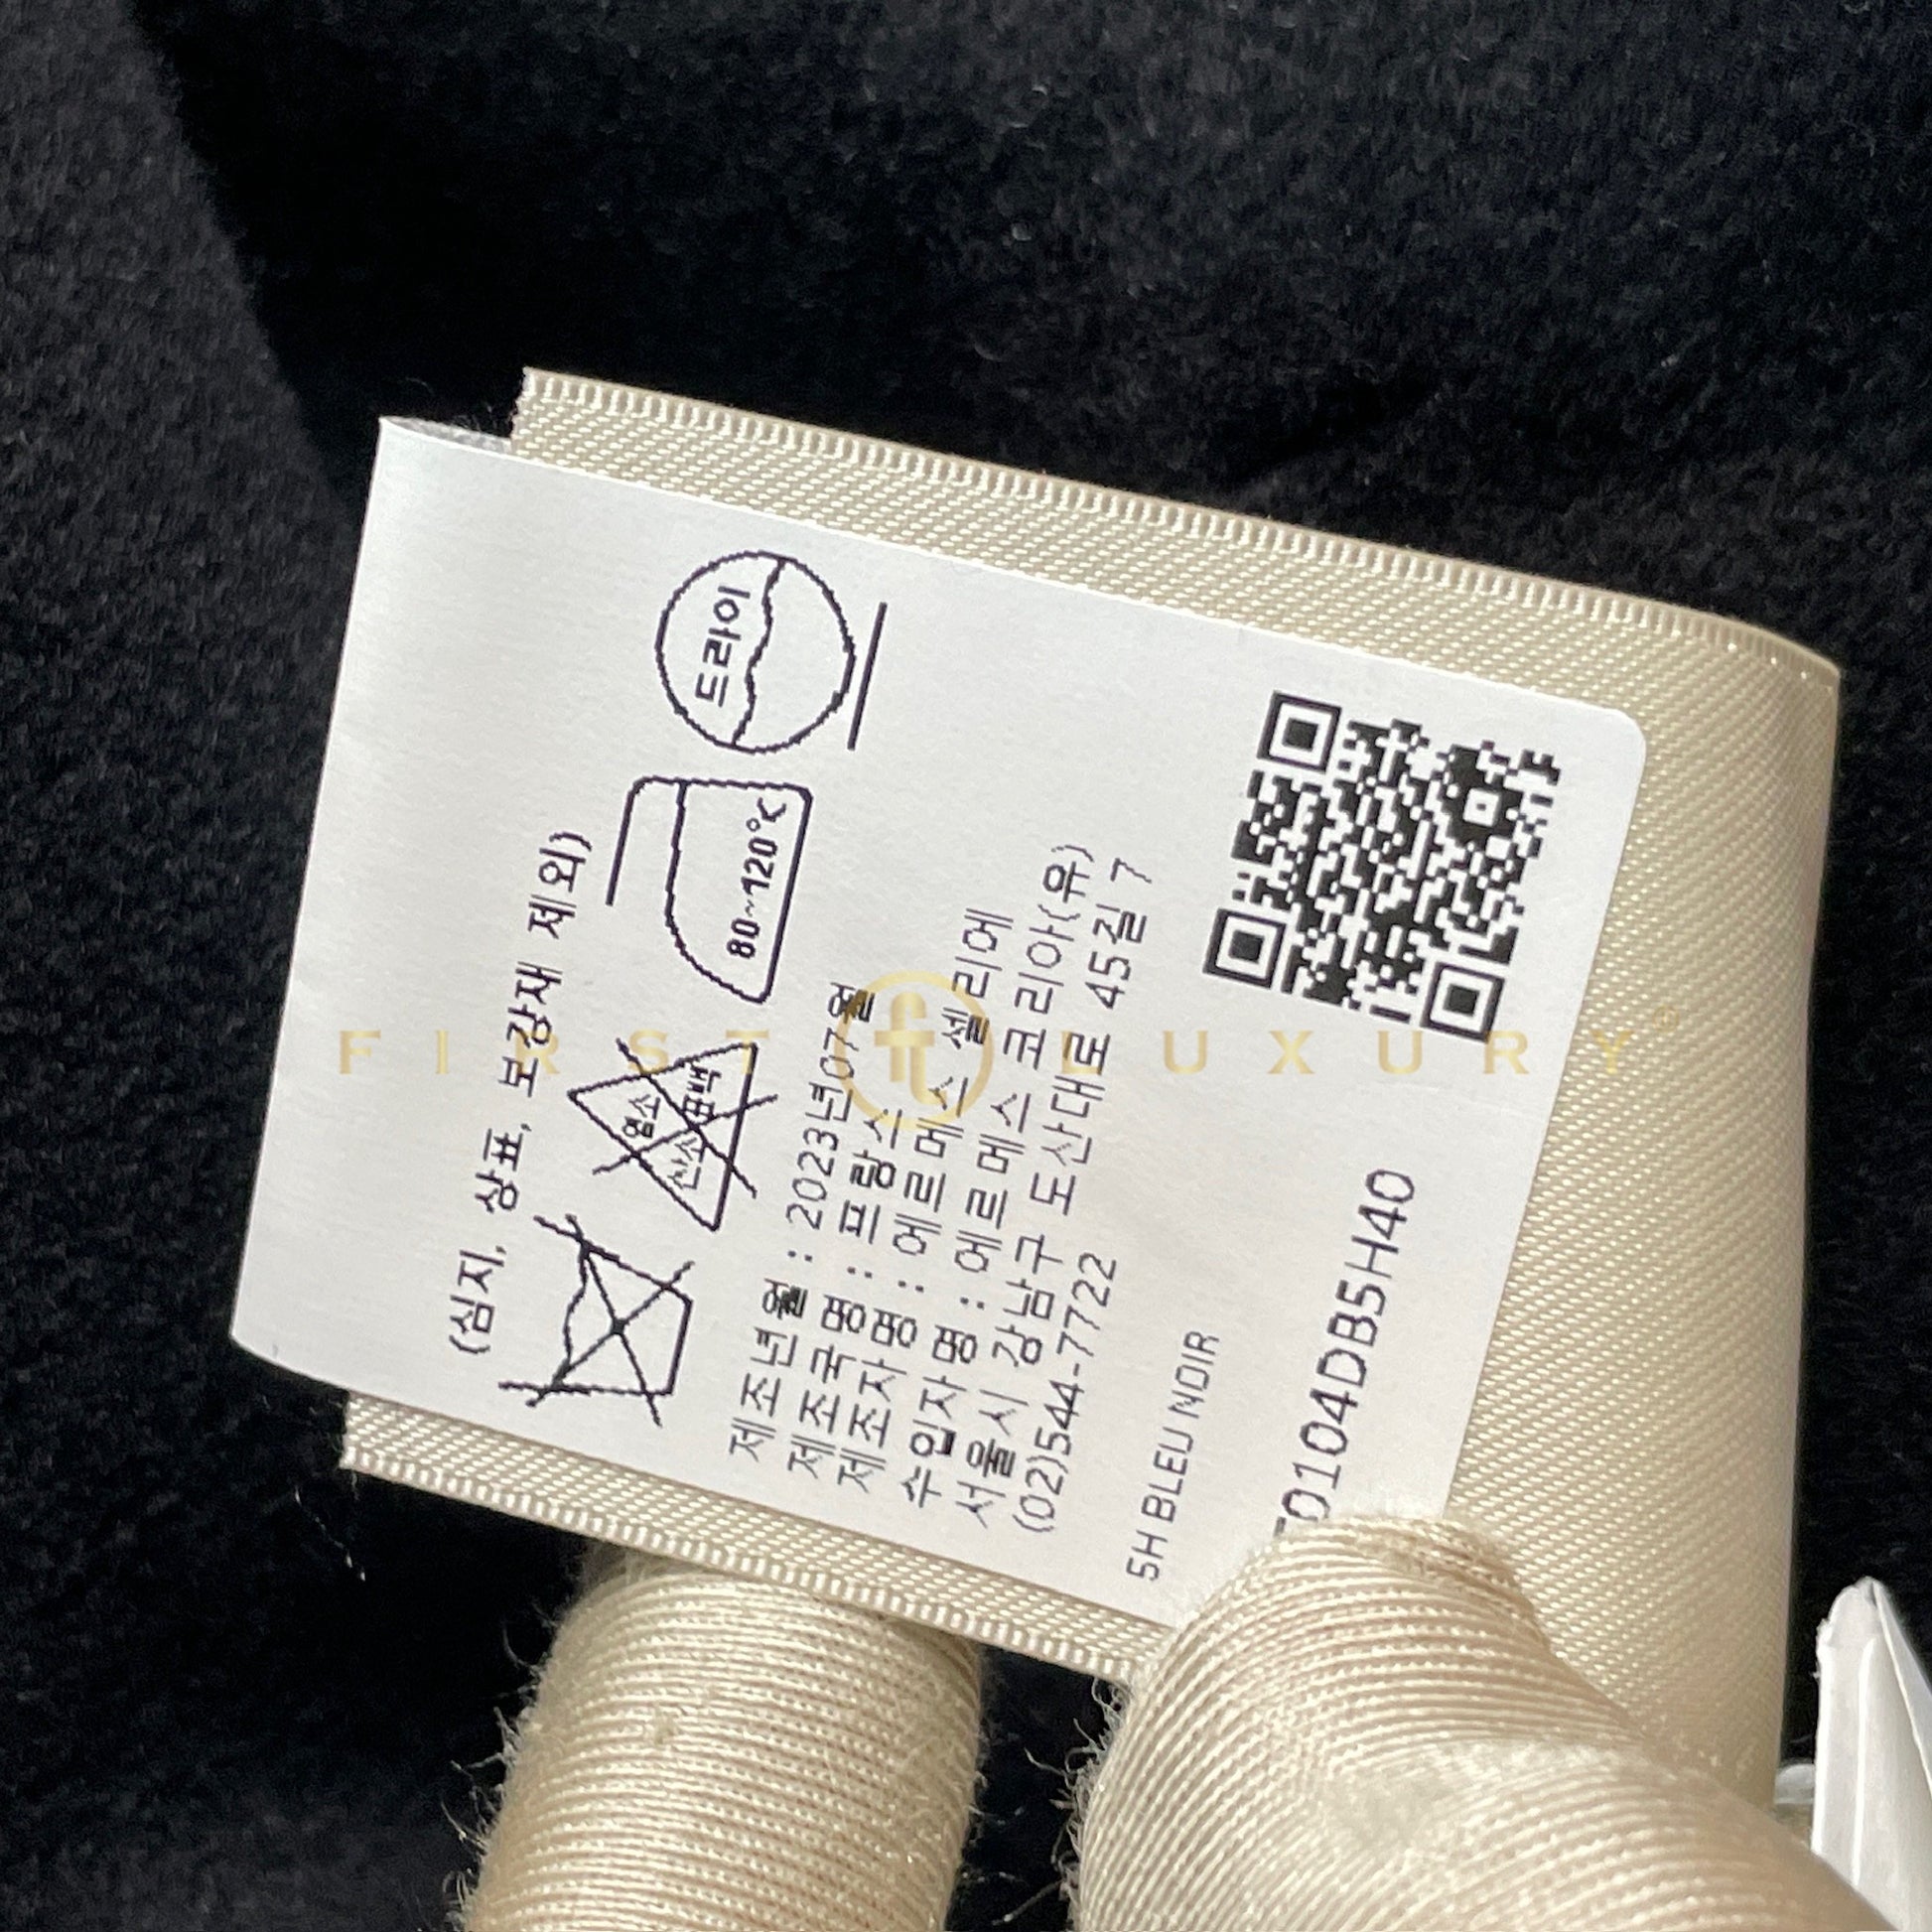 (심지, 상표, 보강재 제외)
염소
산소
표백
80~120℃
드라이
제조년월 : 2023년07월
제조국명 : 프랑스
제조자명 : 에르메스 셀리에
수입자명 : 에르메스 코리아(유)
서울시 강남구 도산대로 45길 7
(02)544-7722
5H BLEU NOIR
0104DB5H40
FIRST LUXURY